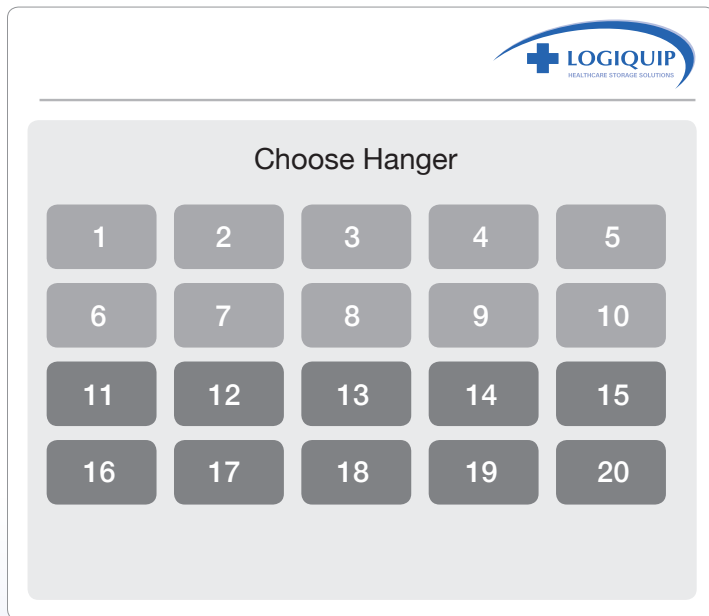 LOGIQUIP
HEALTHCARE STORAGE SOLUTIONS
Choose Hanger
1 2 3 4 5
6 7 8 9 10
11 12 13 14 15
16 17 18 19 20